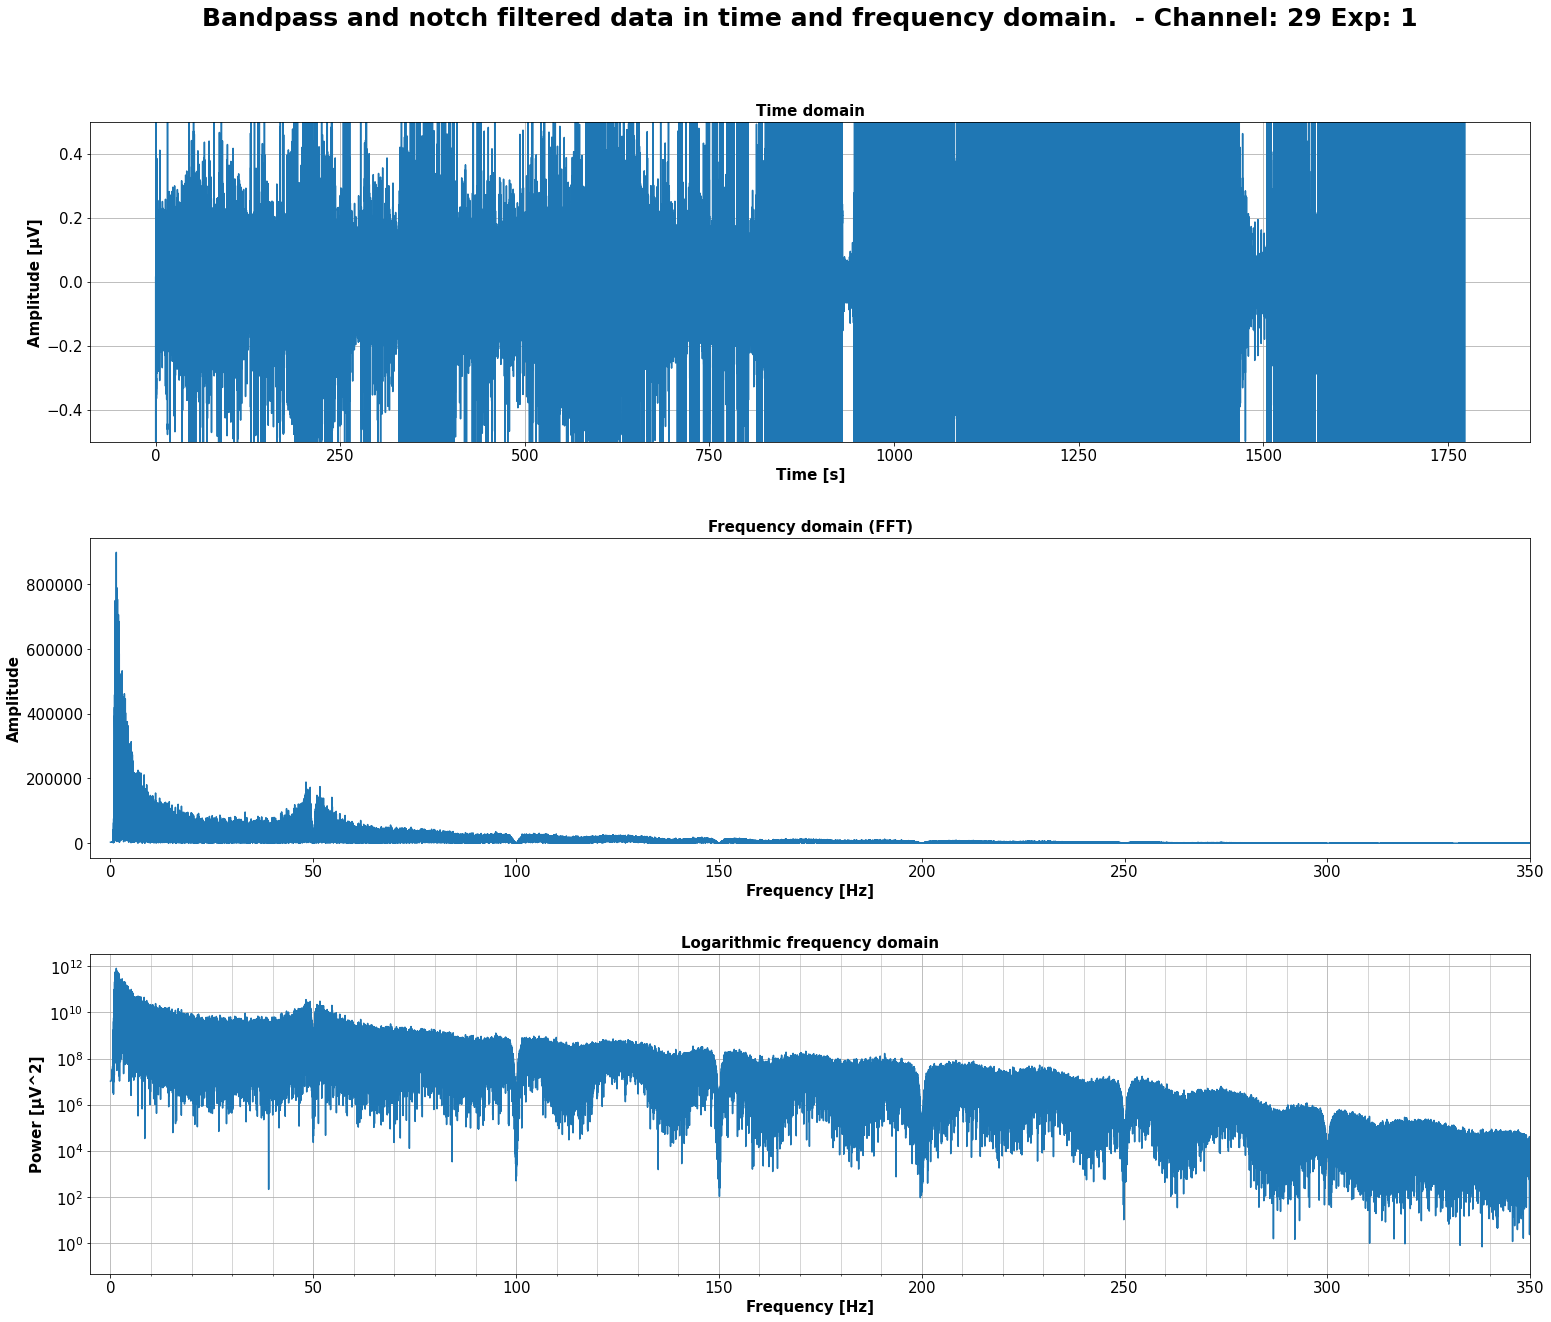 Bandpass and notch filtered data in time and frequency domain.  - Channel: 29 Exp: 1
Time domain
Amplitude [µV]
0.4
0.2
0.0
−0.2
−0.4
0 250 500 750 1000 1250 1500 1750
Time [s]
Frequency domain (FFT)
Amplitude
800000
600000
400000
200000
0
0 50 100 150 200 250 300 350
Frequency [Hz]
Logarithmic frequency domain
Power [µV^2]
10^12
10^10
10^8
10^6
10^4
10^2
10^0
0 50 100 150 200 250 300 350
Frequency [Hz]